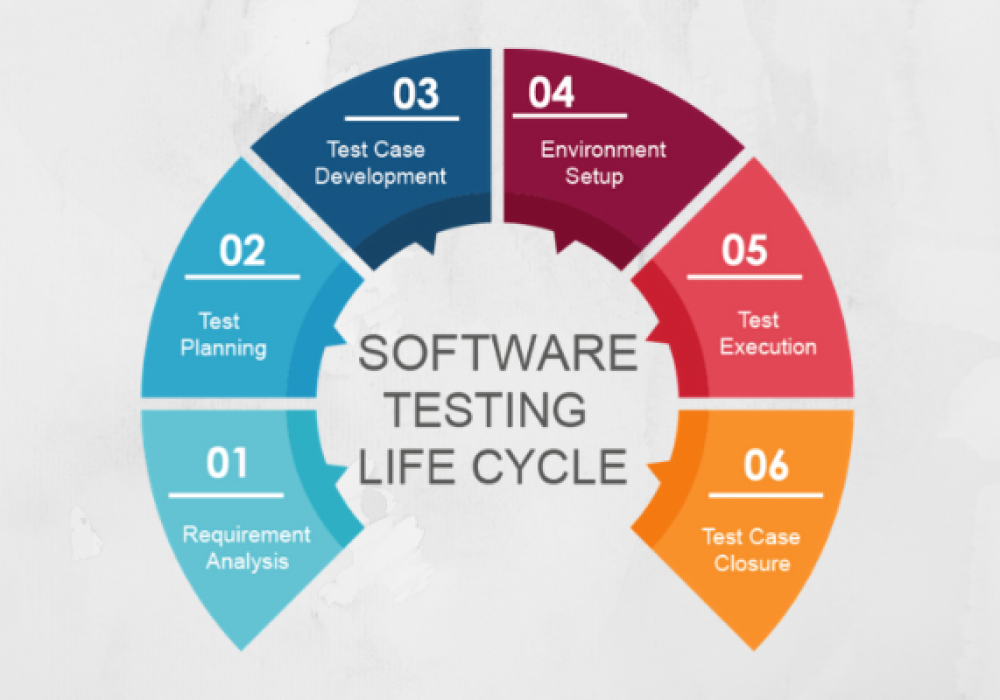 SOFTWARE
TESTING
LIFE CYCLE
01
Requirement
Analysis
02
Test
Planning
03
Test Case
Development
04
Environment
Setup
05
Test
Execution
06
Test Case
Closure